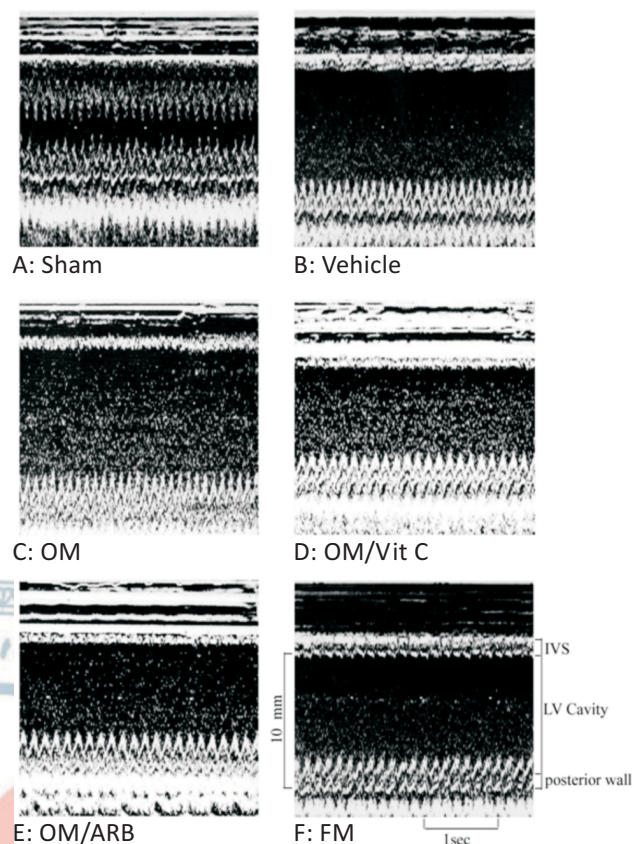 A: Sham
B: Vehicle
C: OM
D: OM/Vit C
E: OM/ARB
10 mm
IVS
LV Cavity
posterior wall
F: FM
1sec